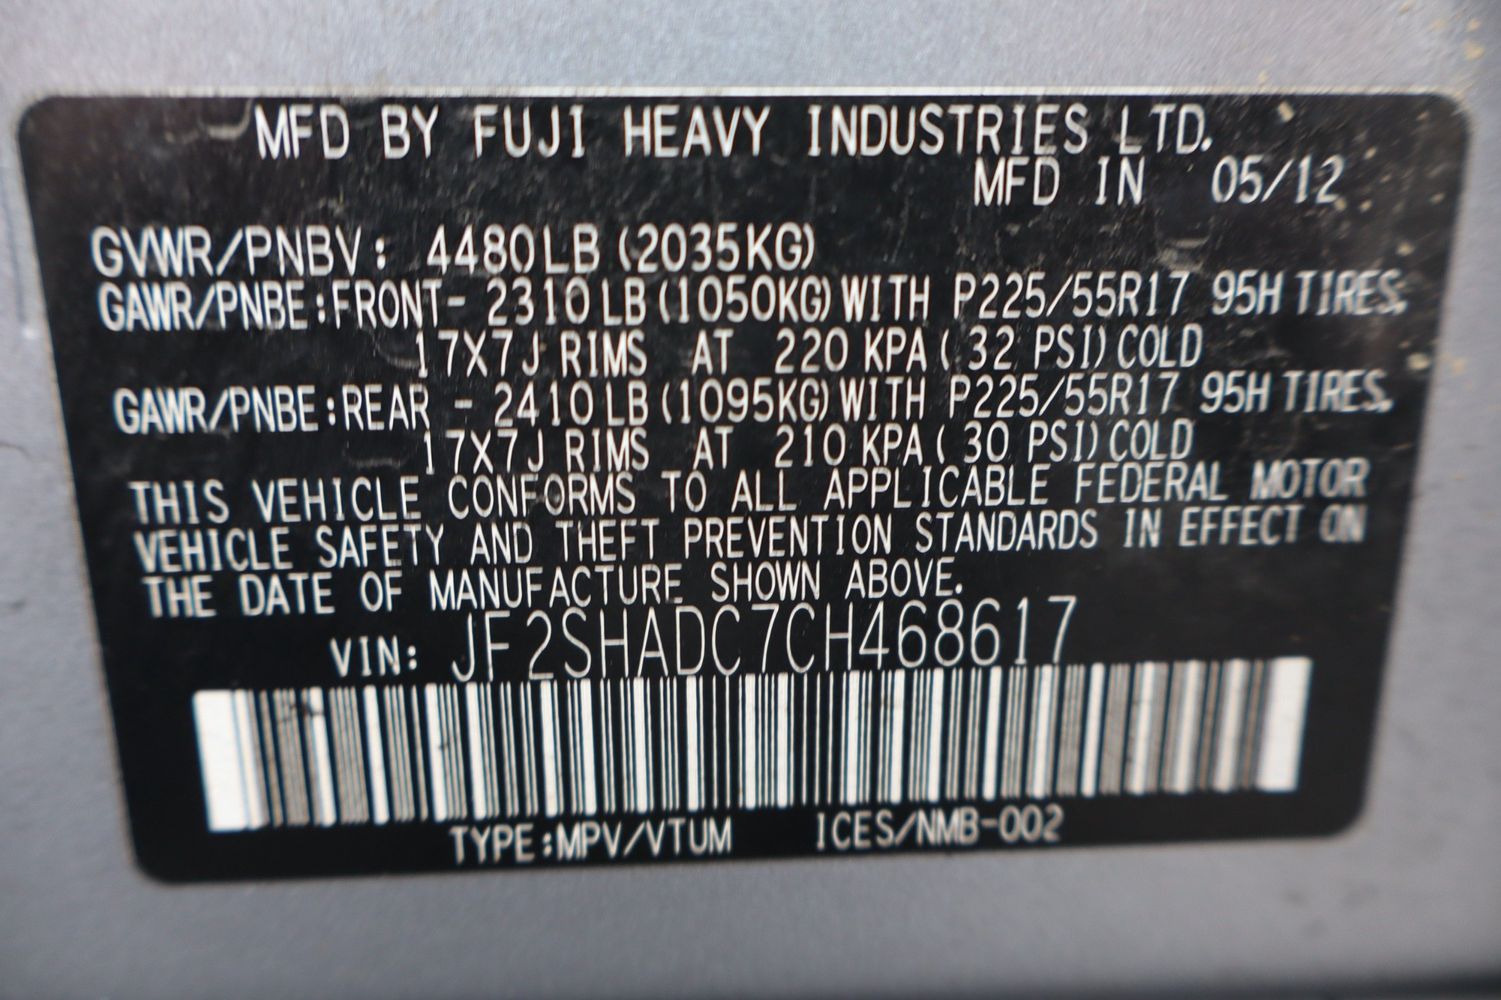 MFD BY FUJI HEAVY INDUSTRIES LTD.
MFD IN 05/12
GVWR/PNBV: 4480LB (2035KG)
GAWR/PNBE:FRONT- 2310LB (1050KG) WITH P225/55R17 95H TIRES,
17X7J RIMS AT 220 KPA ( 32 PSI) COLD
GAWR/PNBE:REAR - 2410LB (1095KG) WITH P225/55R17 95H TIRES,
17X7J RIMS AT 210 KPA ( 30 PSI) COLD
THIS VEHICLE CONFORMS TO ALL APPLICABLE FEDERAL MOTOR
VEHICLE SAFETY AND THEFT PREVENTION STANDARDS IN EFFECT ON
THE DATE OF MANUFACTURE SHOWN ABOVE.
VIN: JF2SHADC7CH468617
TYPE:MPV/VTUM ICES/NMB-002